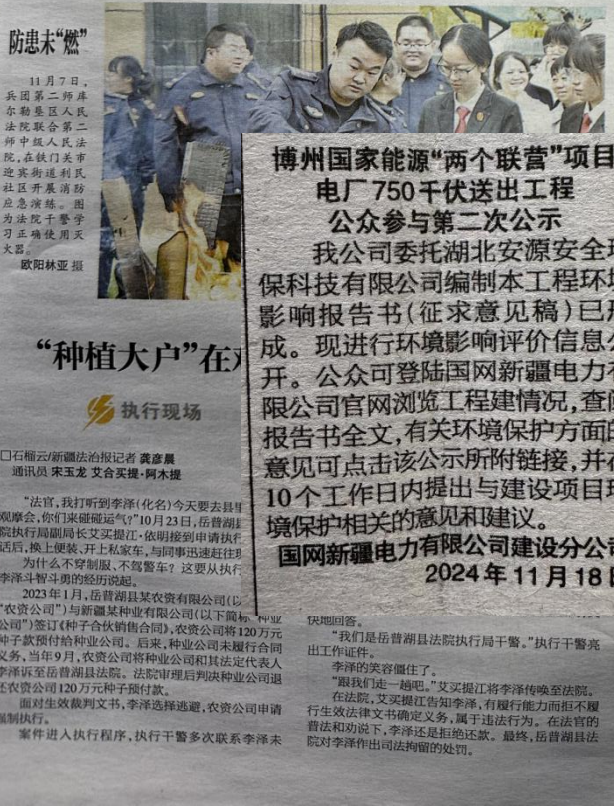 防患未“燃”
11月7日，
兵团第二师库
尔勒垦区人民
法院联合第二
师中级人民法
院，在铁门关市
迎宾街道利民
社区开展消防
应急演练。图
为法院干警学
习正确使用灭
火器。
欧阳林亚 摄
“种植大户”在
执行现场
□石榴云/新疆法治报记者 龚彦晨
通讯员 宋玉龙 艾合买提·阿木提
“法官，我打听到李泽(化名)今天要去县里
观摩会，你们来碰碰运气？”10月23日，岳普湖县
院执行局副局长艾买提江·依明接到申请执行
话后，换上便装、开上私家车，与同事迅速赶往现
为什么不穿制服、不驾警车？这要从执行
李泽斗智斗勇的经历说起。
2023年1月，岳普湖县某农资有限公司(以
“农资公司”)与新疆某种业有限公司(以下简称“种业
公司”)签订《种子合伙销售合同》，农资公司将120万元
种子款预付给种业公司。后来，种业公司未履行合同
义务，当年9月，农资公司将种业公司和其法定代表人
李泽诉至岳普湖县法院。法院审理后判决种业公司退
还农资公司120万元种子预付款。
面对生效裁判文书，李泽选择逃避，农资公司申请
强制执行。
案件进入执行程序，执行干警多次联系李泽未
博州国家能源“两个联营”项目
电厂750千伏送出工程
公众参与第二次公示
我公司委托湖北安源安全环
保科技有限公司编制本工程环境
影响报告书(征求意见稿)已形
成。现进行环境影响评价信息公
开。公众可登陆国网新疆电力有
限公司官网浏览工程建情况，查阅
报告书全文，有关环境保护方面的
意见可点击该公示所附链接，并在
10个工作日内提出与建设项目环
境保护相关的意见和建议。
国网新疆电力有限公司建设分公司
2024年11月18日
快地回答。
“我们是岳普湖县法院执行局干警。”执行干警亮
出工作证件。
李泽的笑容僵住了。
“跟我们走一趟吧。”艾买提江将李泽传唤至法院。
在法院，艾买提江告知李泽，有履行能力而拒不履
行生效法律文书确定义务，属于违法行为。在法官的
普法和劝说下，李泽还是拒绝还款。最终，岳普湖县法
院对李泽作出司法拘留的处罚。